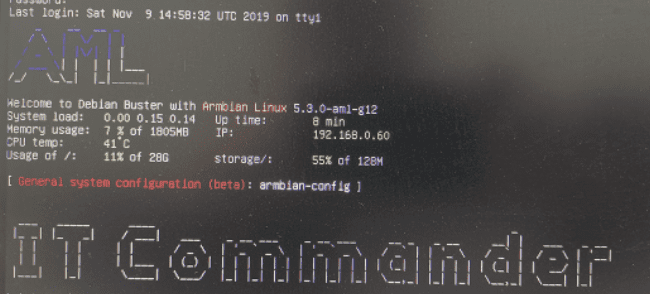 Password:
Last login: Sat Nov  9 14:58:32 UTC 2019 on tty1
AML
Welcome to Debian Buster with Armbian Linux 5.3.0-aml-g12
System load:   0.00 0.15 0.14   Up time:       8 min
Memory usage:  7 % of 1805MB   IP:            192.168.0.60
CPU temp:      41°C
Usage of /:    11% of 28G      storage/:      55% of 128M
[ General system configuration (beta): armbian-config ]
IT Commander